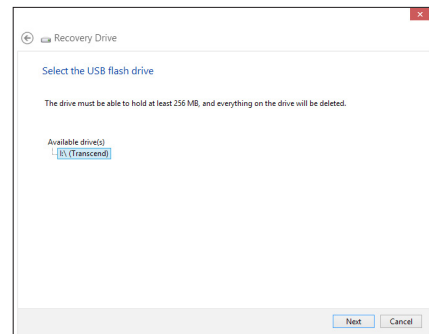 Recovery Drive
Select the USB flash drive
The drive must be able to hold at least 256 MB, and everything on the drive will be deleted.
Available drive(s)
I:\ (Transcend)
Next Cancel